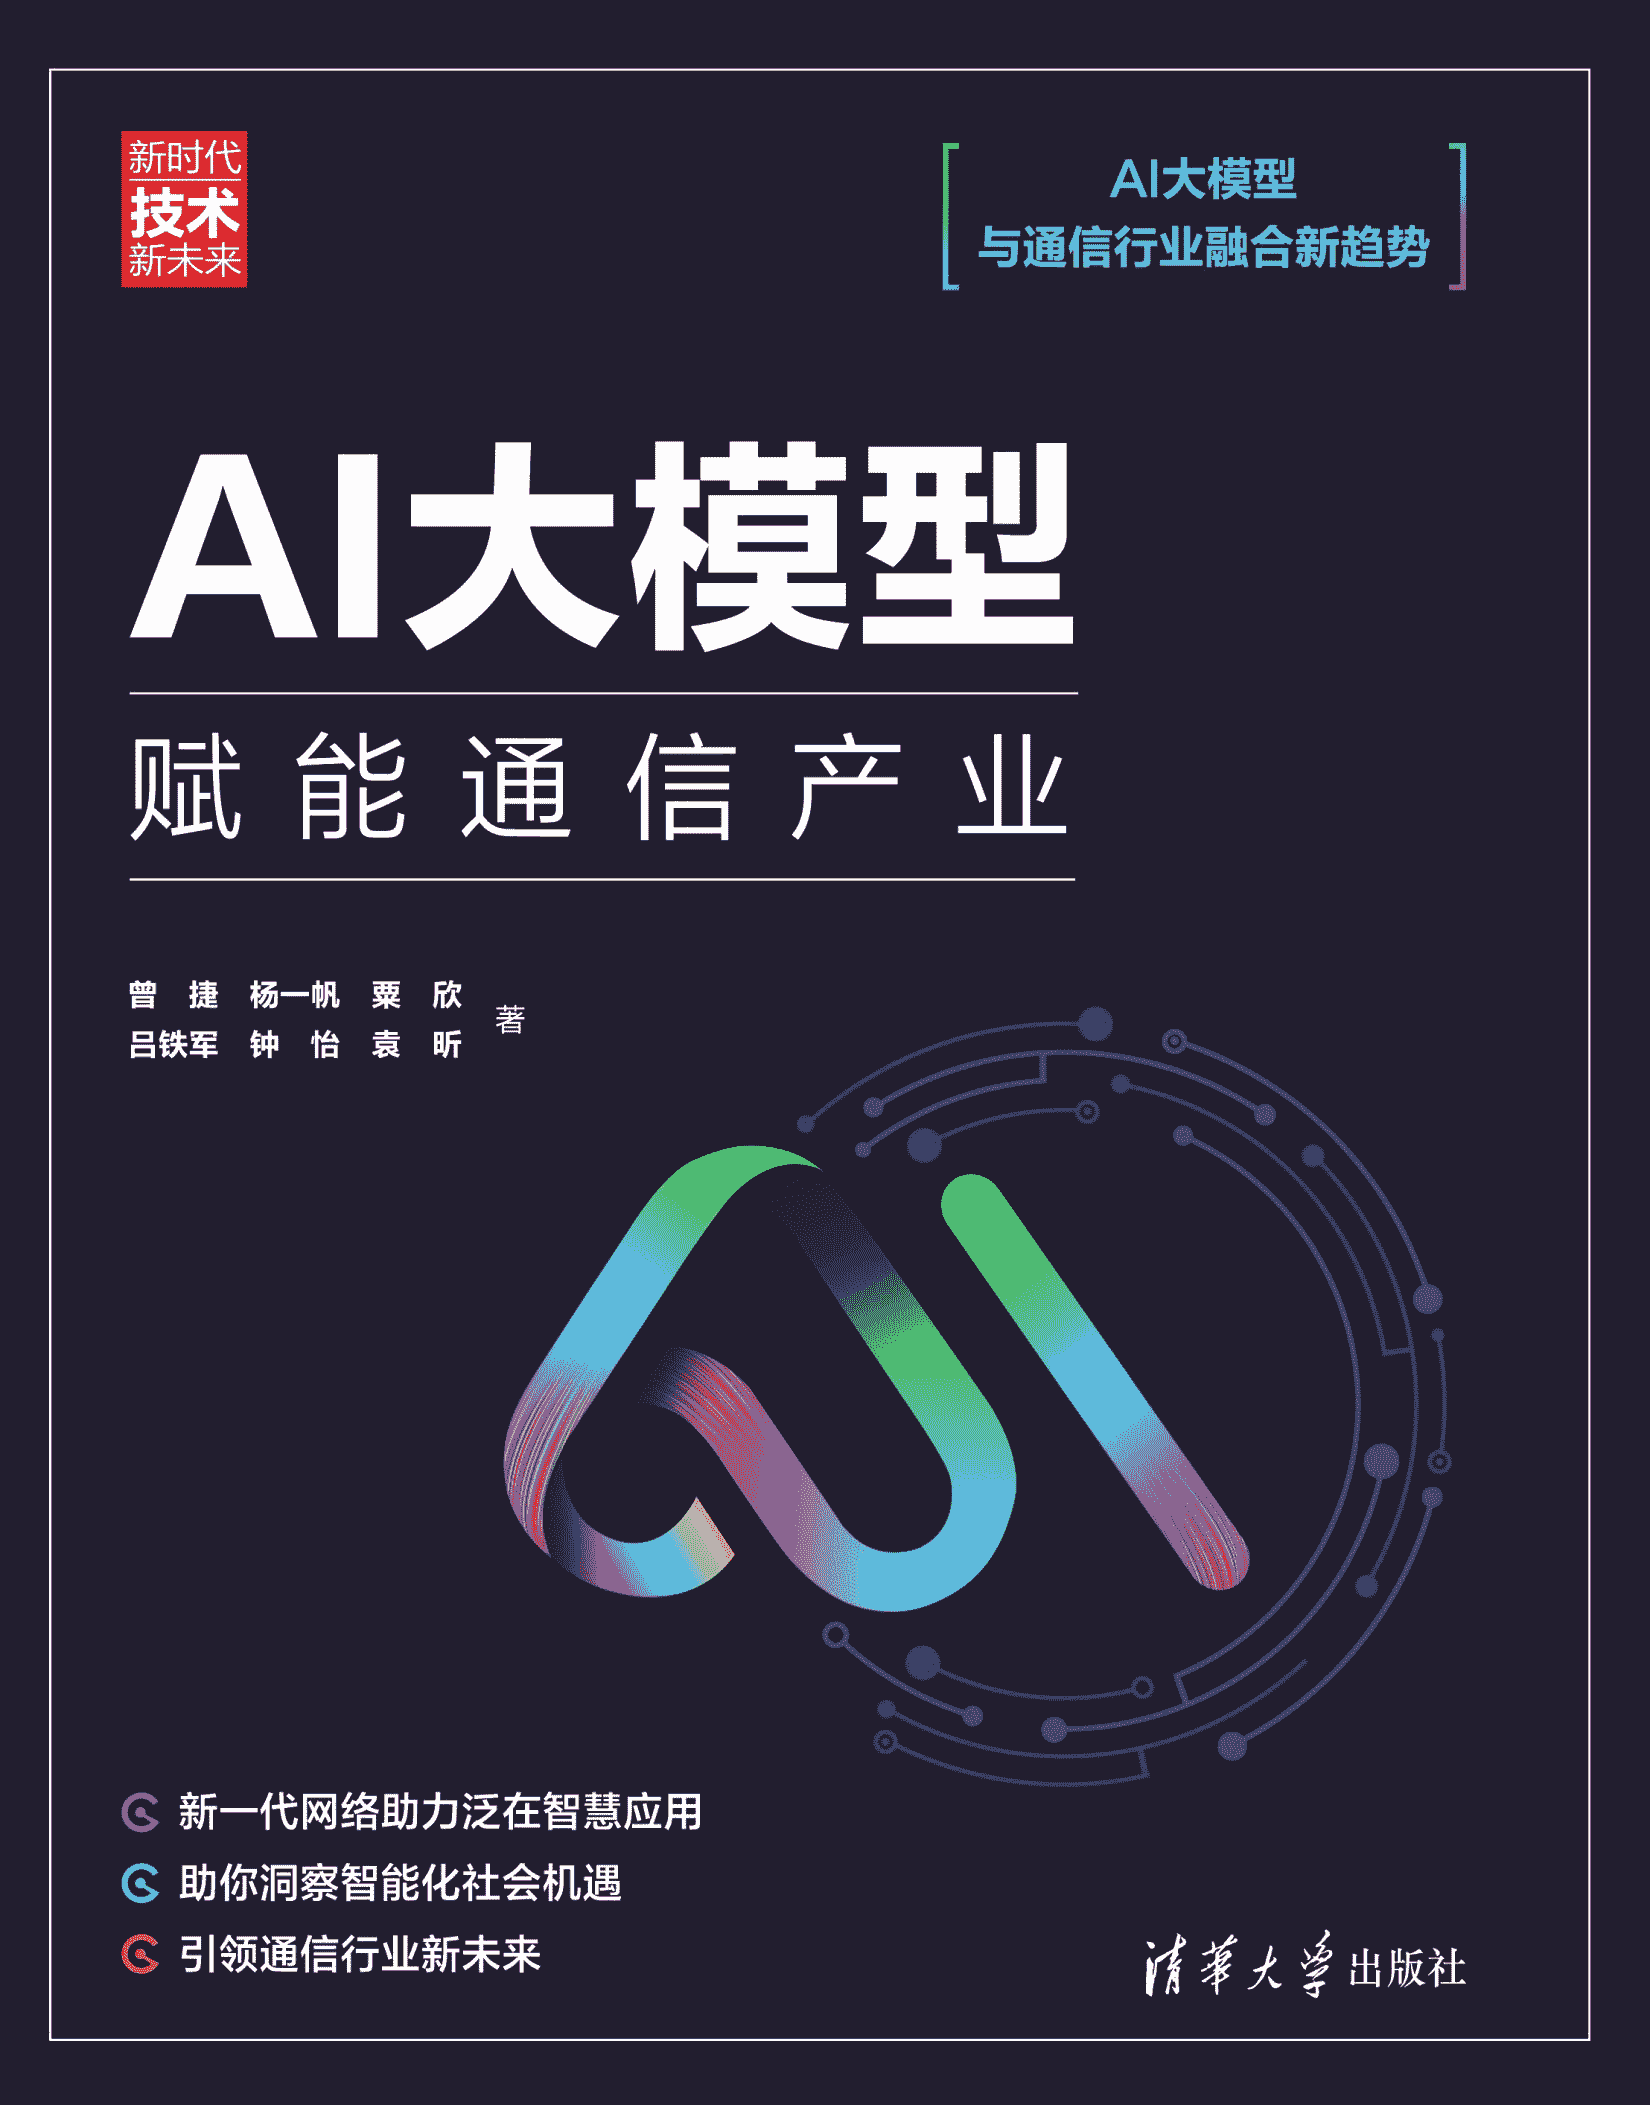 新时代
技术
新未来
AI大模型
与通信行业融合新趋势
AI大模型
赋能通信产业
曾 捷 杨一帆 粟 欣
吕铁军 钟 怡 袁 昕
著
新一代网络助力泛在智慧应用
助你洞察智能化社会机遇
引领通信行业新未来
清華大学出版社